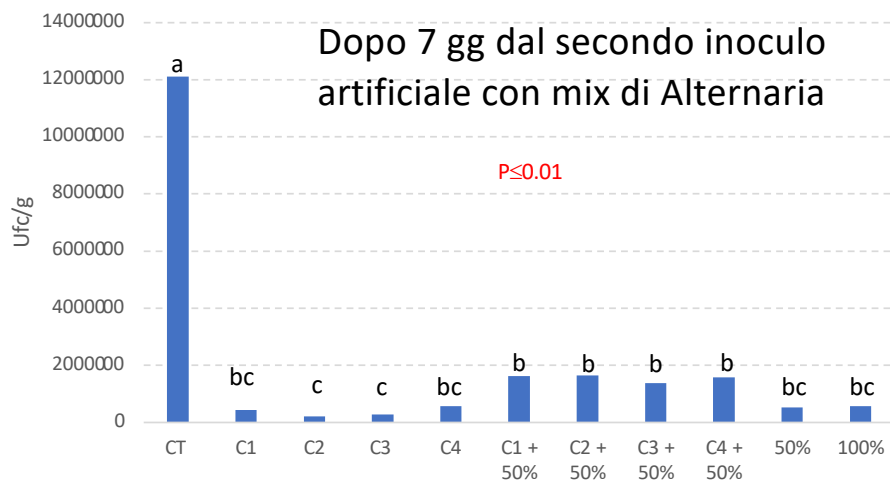 Dopo 7 gg dal secondo inoculo
artificiale con mix di Alternaria
P≤0.01
Ufc/g
14000000
12000000
10000000
8000000
6000000
4000000
2000000
0
a
bc
c
c
bc
b
b
b
b
bc
bc
CT
C1
C2
C3
C4
C1 +
50%
C2 +
50%
C3 +
50%
C4 +
50%
50%
100%